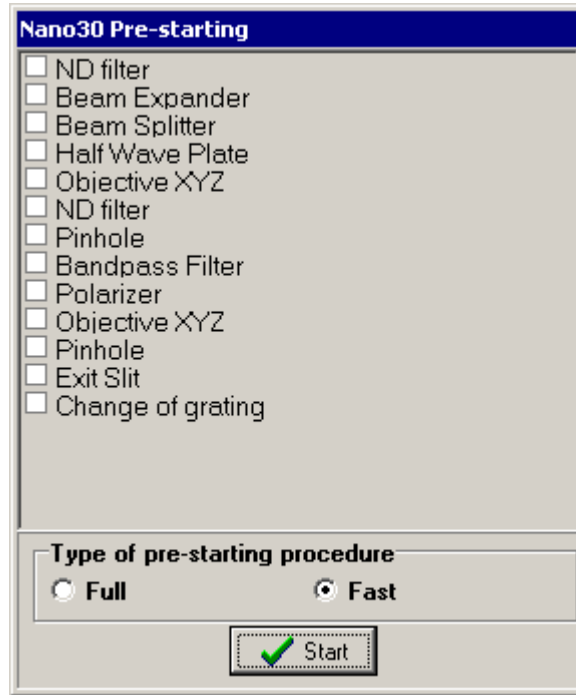 Nano30 Pre-starting
ND filter
Beam Expander
Beam Splitter
Half Wave Plate
Objective XYZ
ND filter
Pinhole
Bandpass Filter
Polarizer
Objective XYZ
Pinhole
Exit Slit
Change of grating
Type of pre-starting procedure
Full Fast
Start